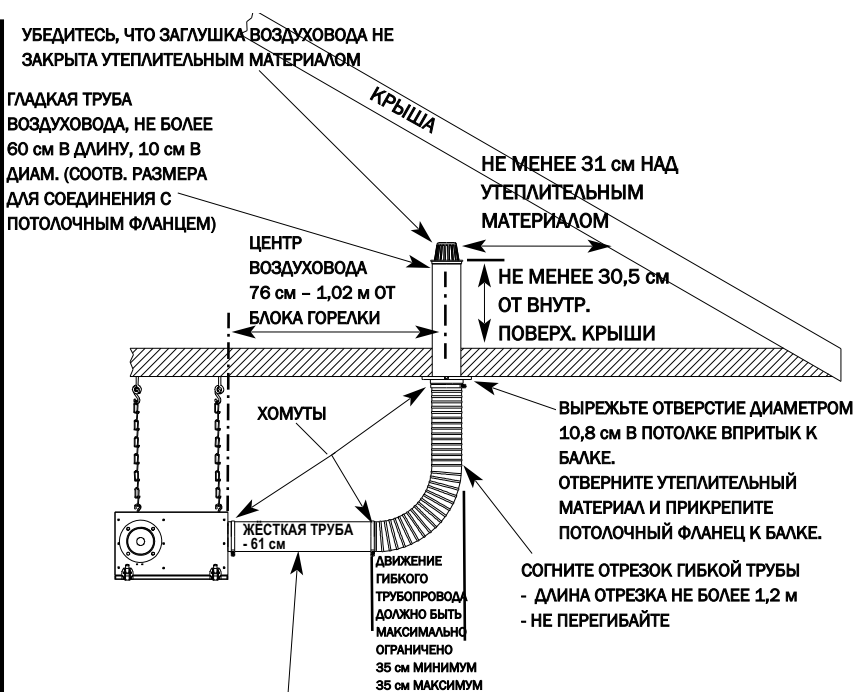 УБЕДИТЕСЬ, ЧТО ЗАГЛУШКА ВОЗДУХОВОДА НЕ
ЗАКРЫТА УТЕПЛИТЕЛЬНЫМ МАТЕРИАЛОМ
ГЛАДКАЯ ТРУБА
ВОЗДУХОВОДА, НЕ БОЛЕЕ
60 см В ДЛИНУ, 10 см В
ДИАМ. (СООТВ. РАЗМЕРА
ДЛЯ СОЕДИНЕНИЯ С
ПОТОЛОЧНЫМ ФЛАНЦЕМ)
КРЫША
НЕ МЕНЕЕ 31 см НАД
УТЕПЛИТЕЛЬНЫМ
МАТЕРИАЛОМ
ЦЕНТР
ВОЗДУХОВОДА
76 см – 1,02 м ОТ
БЛОКА ГОРЕЛКИ
НЕ МЕНЕЕ 30,5 см
ОТ ВНУТР.
ПОВЕРХ. КРЫШИ
ХОМУТЫ
ВЫРЕЖЬТЕ ОТВЕРСТИЕ ДИАМЕТРОМ
10,8 см В ПОТОЛКЕ ВПРИТЫК К
БАЛКЕ.
ОТВЕРНИТЕ УТЕПЛИТЕЛЬНЫЙ
МАТЕРИАЛ И ПРИКРЕПИТЕ
ПОТОЛОЧНЫЙ ФЛАНЕЦ К БАЛКЕ.
ЖЁСТКАЯ ТРУБА
- 61 см
ДВИЖЕНИЕ
ГИБКОГО
ТРУБОПРОВОДА
ДОЛЖНО БЫТЬ
МАКСИМАЛЬНО
ОГРАНИЧЕНО
35 см МИНИМУМ
35 см МАКСИМУМ
СОГНИТЕ ОТРЕЗОК ГИБКОЙ ТРУБЫ
- ДЛИНА ОТРЕЗКА НЕ БОЛЕЕ 1,2 м
- НЕ ПЕРЕГИБАЙТЕ